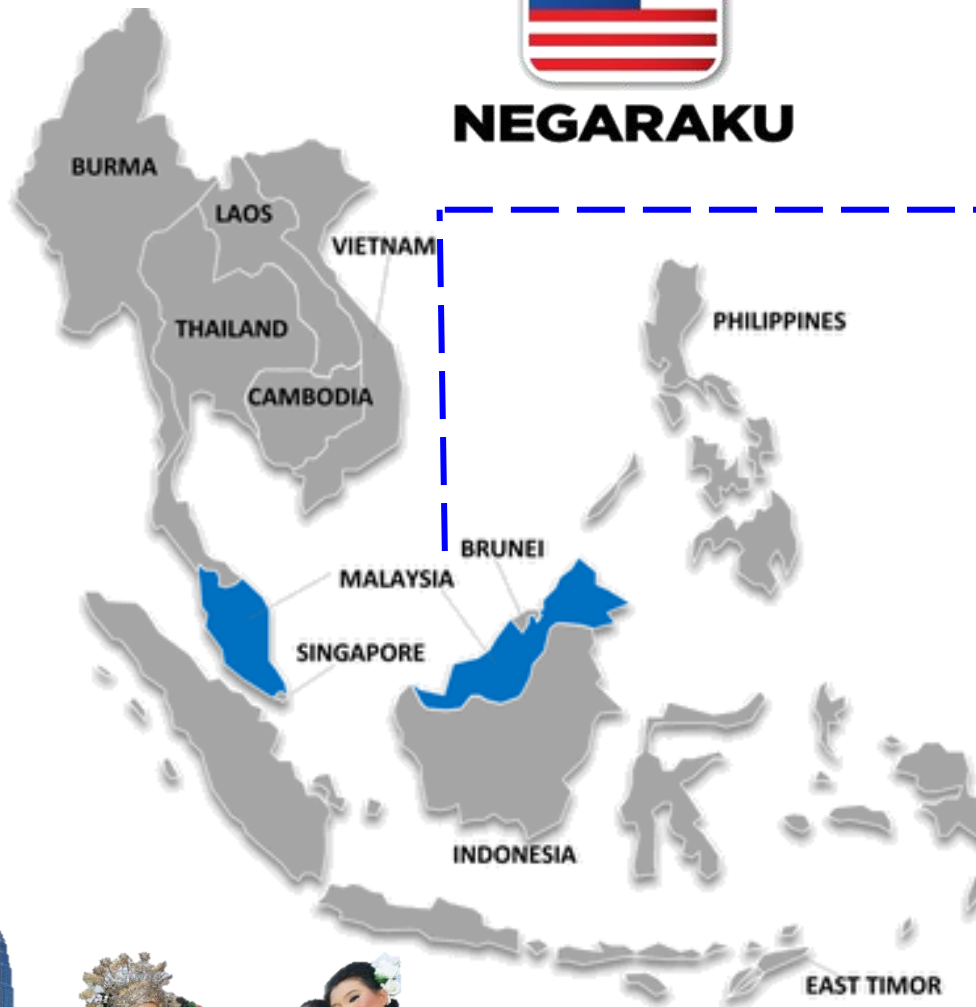 NEGARAKU
BURMA
LAOS
VIETNAM
THAILAND
PHILIPPINES
CAMBODIA
BRUNEI
MALAYSIA
SINGAPORE
INDONESIA
EAST TIMOR